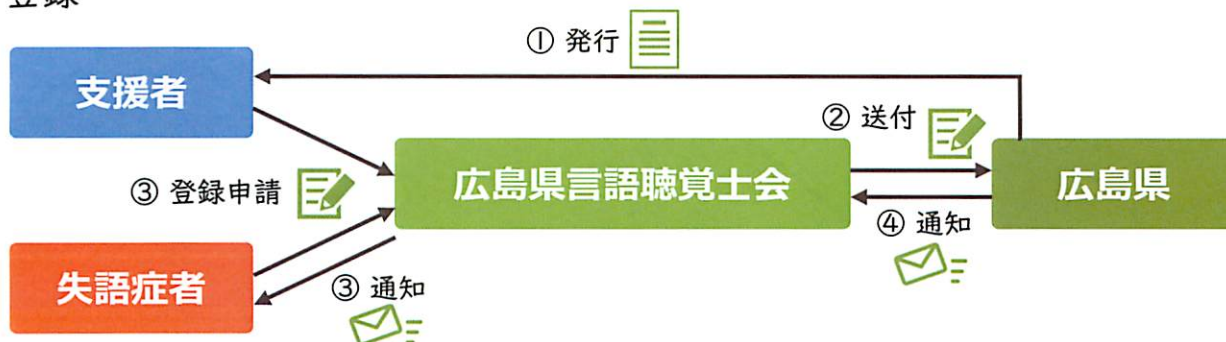 登録
① 発行
支援者
② 送付
③ 登録申請
広島県言語聴覚士会
広島県
④ 通知
失語症者
③ 通知